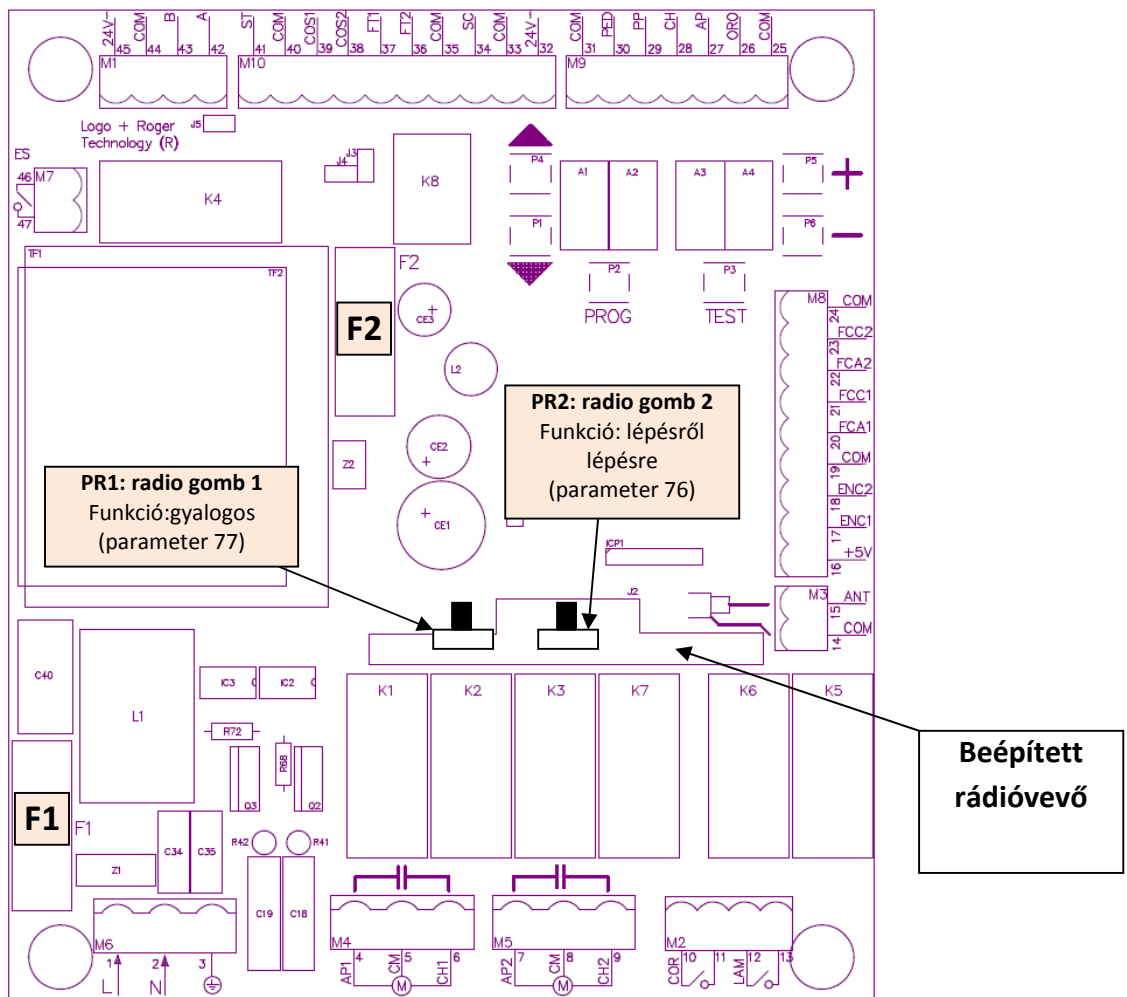 24V~ COM B A ST COM COS1 COS2 FT1 FT2 COM SC COM 24V~ COM PED PP CH AP ORO COM
45 44 43 42 41 40 39 38 37 36 35 34 33 32 31 30 29 28 27 26 25
M1 M10 M9
Logo + Roger
Technology (R)
J5
ES
46
M7
47
K4
J3
J4
K8
P4
P1
A1 A2
A3 A4
P5
+
P6
−
P2
PROG
P3
TEST
TF1
TF2
F2
F2
CE3
L2
CE2
CE1
Z2
M8
COM
24
FCC2
23
FCA2
22
FCC1
21
FCA1
20
COM
19
ENC2
18
ENC1
17
+5V
16
PR1: radio gomb 1
Funkció:gyalogos
(parameter 77)
PR2: radio gomb 2
Funkció: lépésről
lépésre
(parameter 76)
ICP1
J2
M3
ANT
15
COM
14
C40
L1
IC3
IC2
R72
R68
Q3
Q2
K1 K2 K3 K7 K6 K5
Beépített
rádióvevő
F1
F1
Z1
C34 C35
R42
R41
C19 C18
M6
1 2 3
L N
M4
AP1 4 CM 5 CH1 6
M
M5
AP2 7 CM 8 CH2 9
M
M2
COR 10 11 LAM 12 13